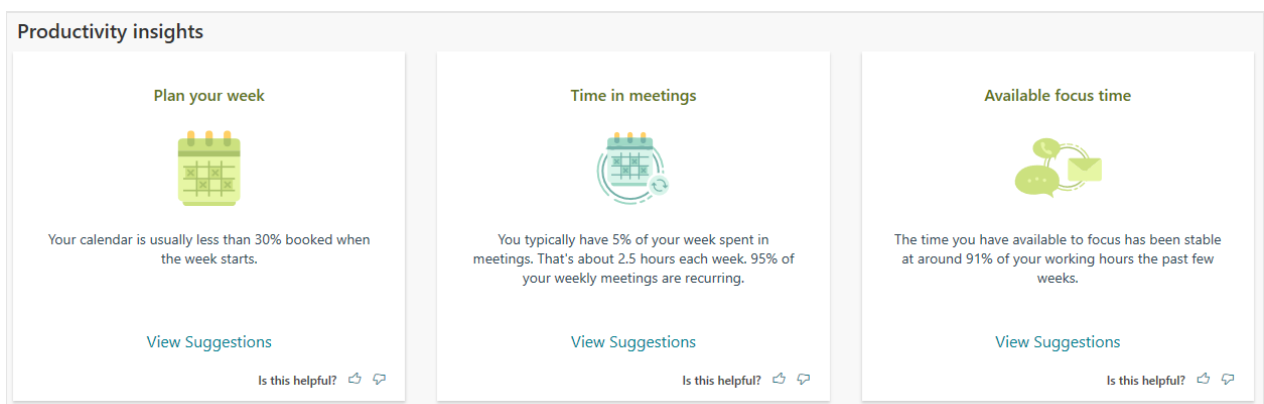 Productivity insights
Plan your week
Your calendar is usually less than 30% booked when
the week starts.
View Suggestions
Is this helpful?
Time in meetings
You typically have 5% of your week spent in
meetings. That's about 2.5 hours each week. 95% of
your weekly meetings are recurring.
View Suggestions
Is this helpful?
Available focus time
The time you have available to focus has been stable
at around 91% of your working hours the past few
weeks.
View Suggestions
Is this helpful?